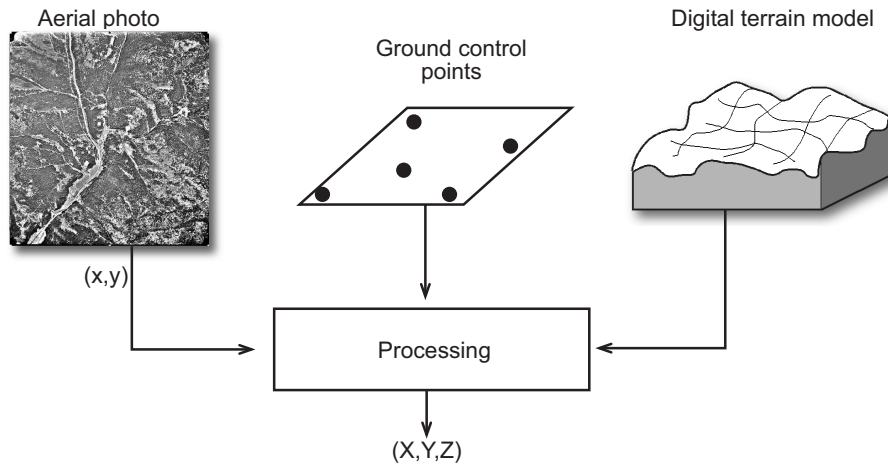 Aerial photo
Ground control
points
Digital terrain model
(x,y)
Processing
(X,Y,Z)